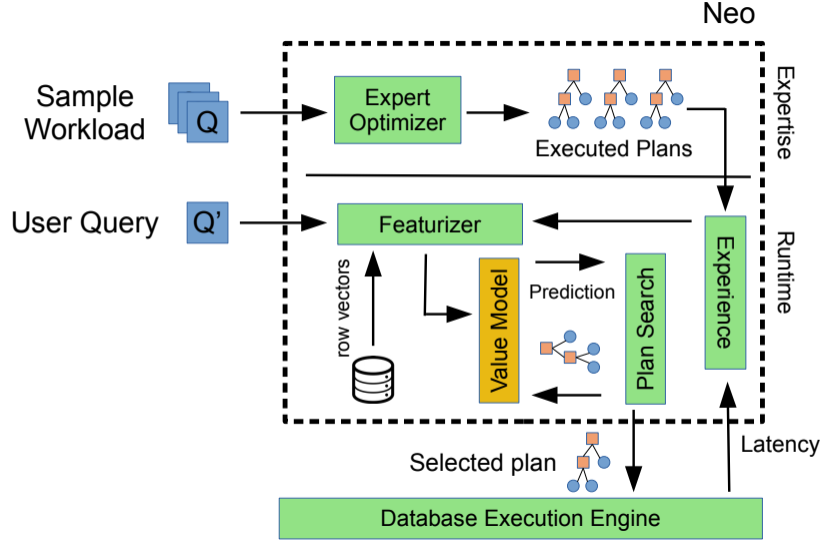 Neo
Sample
Workload
Q
Expert
Optimizer
Executed Plans
Expertise
User Query
Q’
Featurizer
Experience
Runtime
row vectors
Value Model
Prediction
Plan Search
Selected plan
Latency
Database Execution Engine